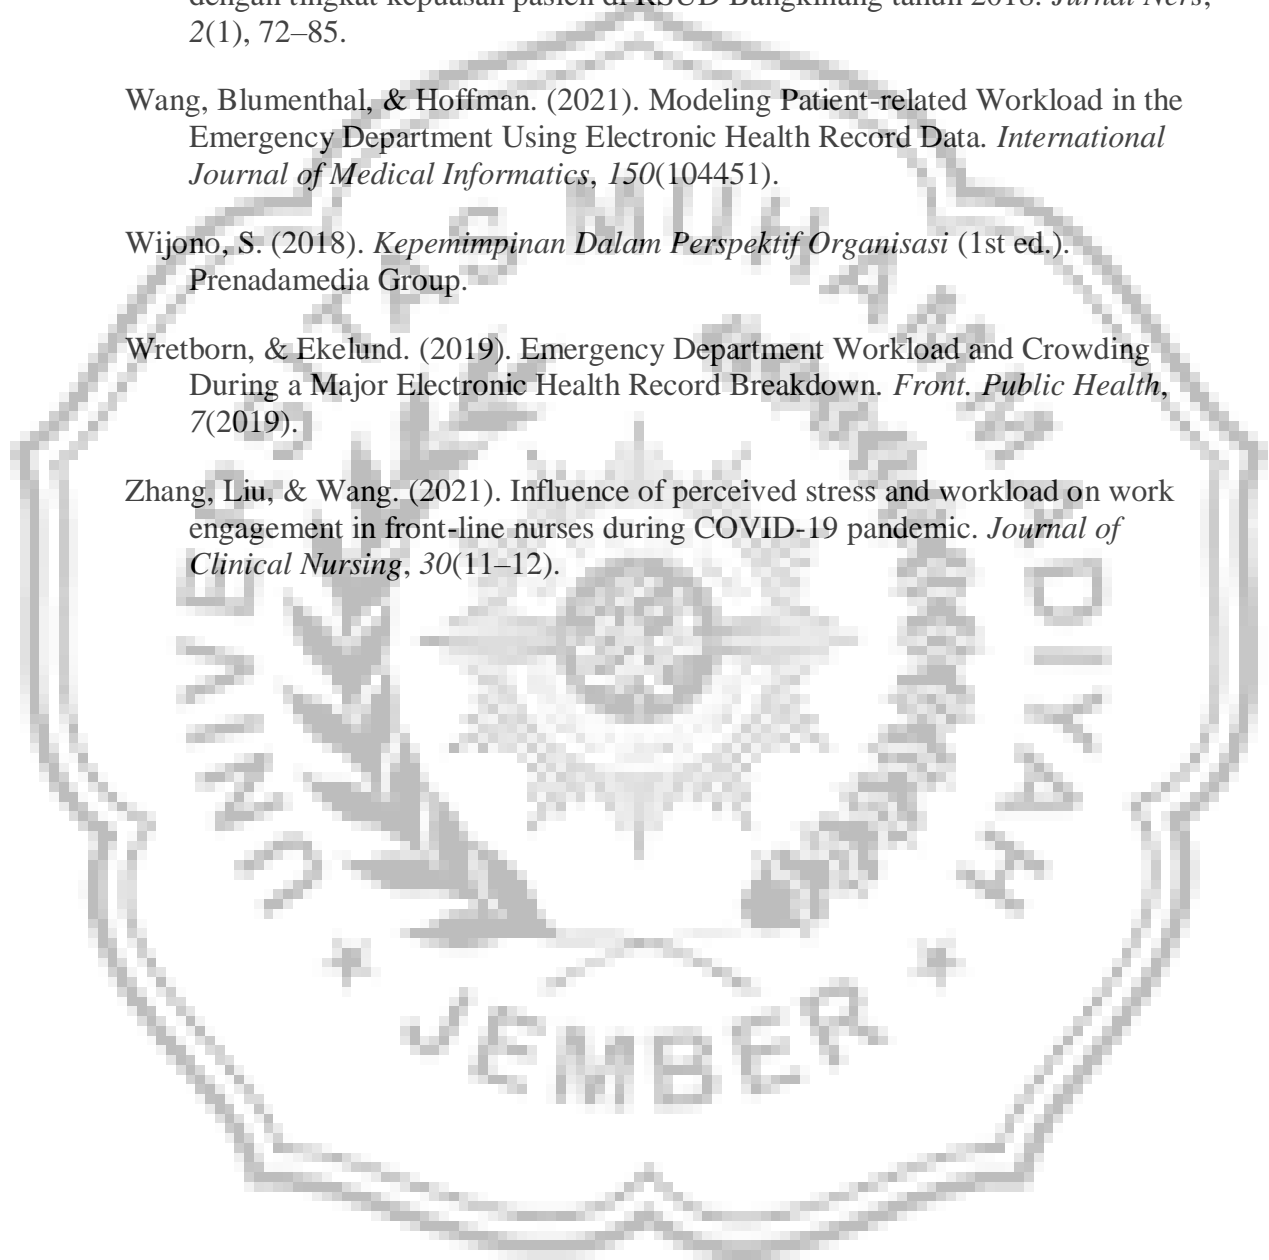 dengan tingkat kepuasan pasien di RSUD Bangkinang tahun 2018. Jurnal Ners,
2(1), 72–85.
Wang, Blumenthal, & Hoffman. (2021). Modeling Patient-related Workload in the
Emergency Department Using Electronic Health Record Data. International
Journal of Medical Informatics, 150(104451).
Wijono, S. (2018). Kepemimpinan Dalam Perspektif Organisasi (1st ed.).
Prenadamedia Group.
Wretborn, & Ekelund. (2019). Emergency Department Workload and Crowding
During a Major Electronic Health Record Breakdown. Front. Public Health,
7(2019).
Zhang, Liu, & Wang. (2021). Influence of perceived stress and workload on work
engagement in front-line nurses during COVID-19 pandemic. Journal of
Clinical Nursing, 30(11–12).
UNIVERSITAS MUHAMMADIYAH
JEMBER